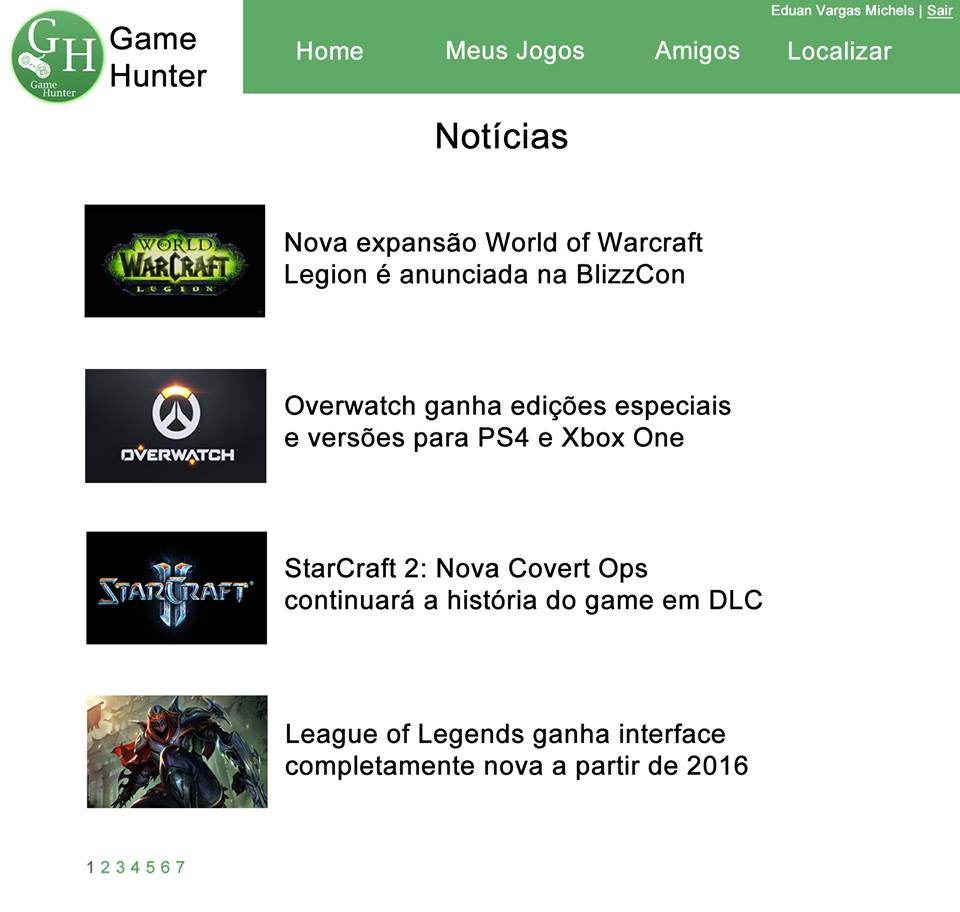 Eduan Vargas Michels | Sair
GH
Game
Hunter
Game
Hunter
Home Meus Jogos Amigos Localizar
Notícias
WORLD
OF
WARCRAFT
LEGION
Nova expansão World of Warcraft
Legion é anunciada na BlizzCon
OVERWATCH
Overwatch ganha edições especiais
e versões para PS4 e Xbox One
STARCRAFT
II
StarCraft 2: Nova Covert Ops
continuará a história do game em DLC
League of Legends ganha interface
completamente nova a partir de 2016
1 2 3 4 5 6 7